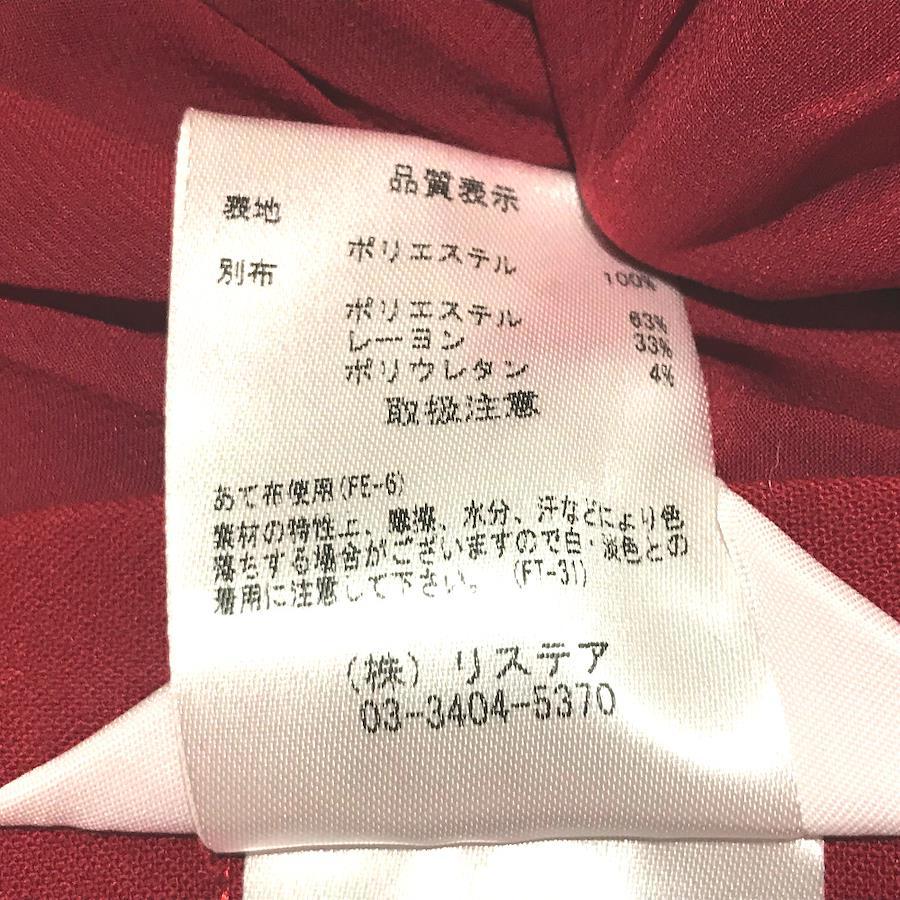 品質表示
表地
ポリエステル 100%
別布
ポリエステル 63%
レーヨン 33%
ポリウレタン 4%
取扱注意
あて布使用(FE-6)
素材の特性上、摩擦、水分、汗などにより色
落ちする場合がございますので白・淡色との
着用に注意して下さい。 (FT-31)
(株) リステア
03-3404-5370